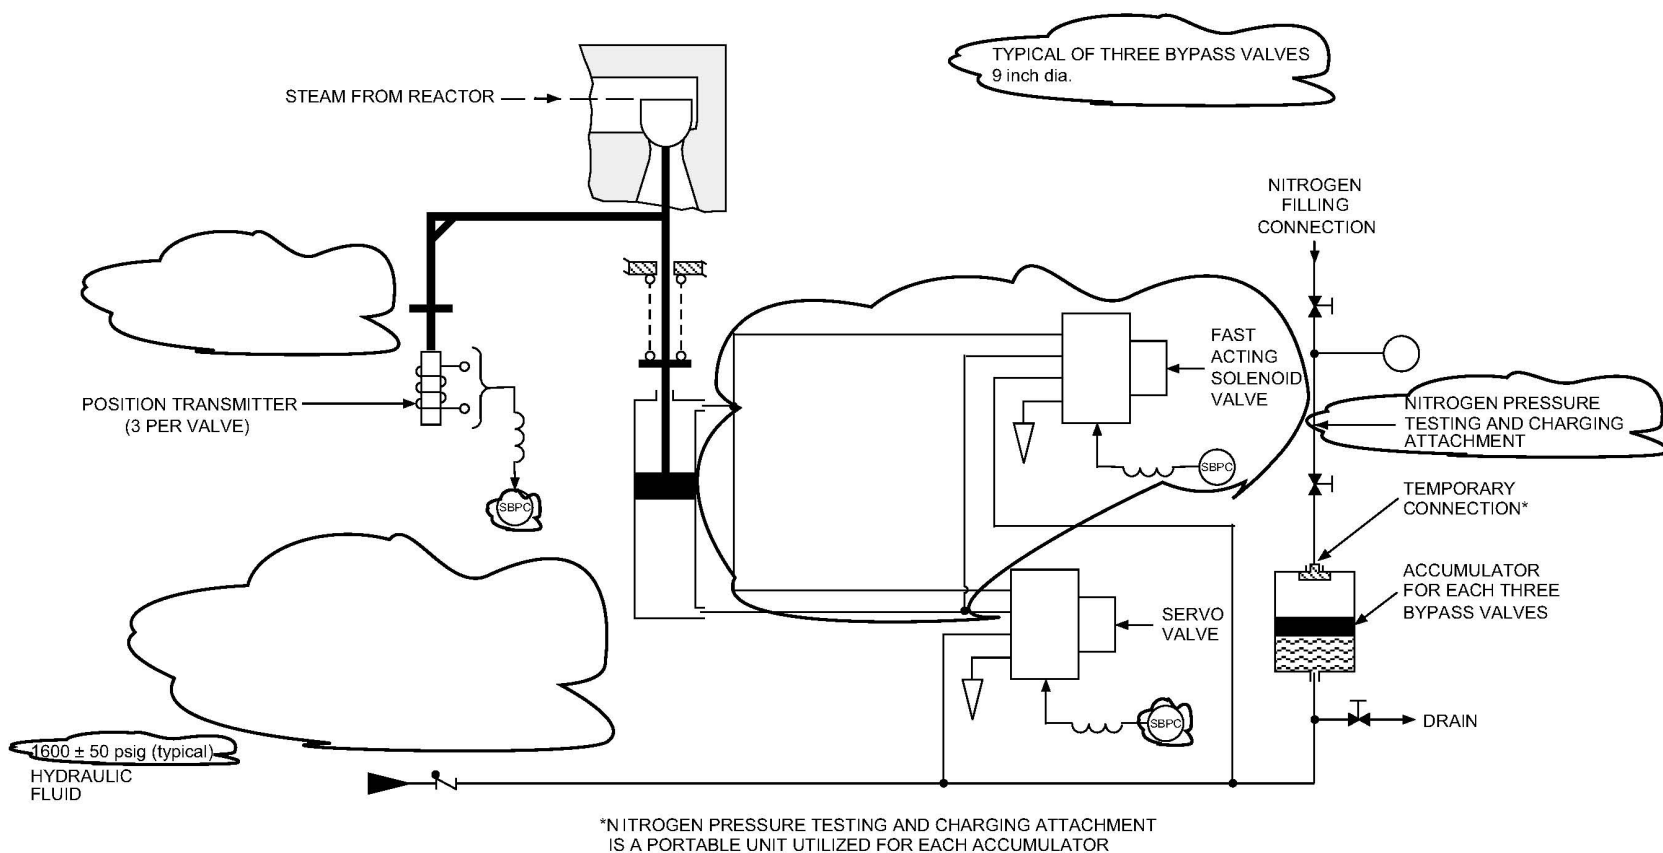 TYPICAL OF THREE BYPASS VALVES
9 inch dia.
STEAM FROM REACTOR
NITROGEN
FILLING
CONNECTION
FAST
ACTING
SOLENOID
VALVE
POSITION TRANSMITTER
(3 PER VALVE)
NITROGEN PRESSURE
TESTING AND CHARGING
ATTACHMENT
SBPC
SBPC
TEMPORARY
CONNECTION*
ACCUMULATOR
FOR EACH THREE
BYPASS VALVES
SERVO
VALVE
SBPC
DRAIN
1600 ± 50 psig (typical)
HYDRAULIC
FLUID
*NITROGEN PRESSURE TESTING AND CHARGING ATTACHMENT
IS A PORTABLE UNIT UTILIZED FOR EACH ACCUMULATOR